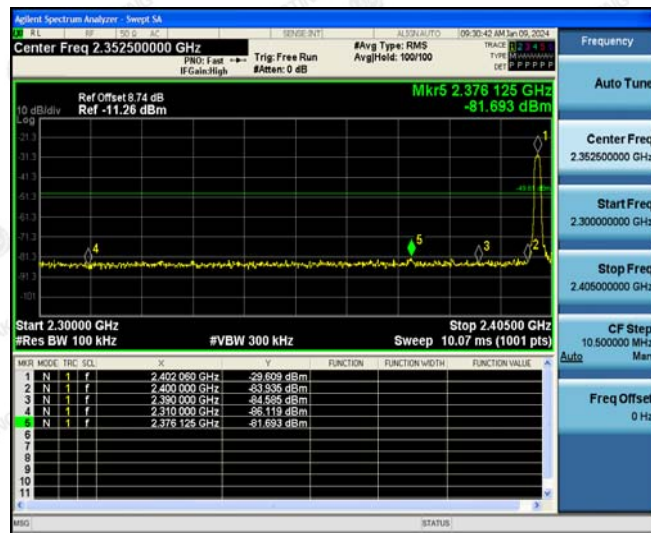 Agilent Spectrum Analyzer - Swept SA
RL RF 50 Ω AC SENSE:INT ALIGNAUTO 09:30:42 AM Jan 09, 2024
Center Freq 2.352500000 GHz
PNO: Fast
IFGain:High
Trig: Free Run
#Atten: 0 dB
#Avg Type: RMS
Avg|Hold: 100/100
TRACE 1 2 3 4 5 6
TYPE M
DET P P P P P P
Frequency
Auto Tune
Center Freq
2.352500000 GHz
Start Freq
2.300000000 GHz
Stop Freq
2.405000000 GHz
CF Step
10.500000 MHz
Auto Man
Freq Offset
0 Hz
Ref Offset 8.74 dB
Ref -11.26 dBm
10 dB/div
Log
Mkr5 2.376 125 GHz
-81.693 dBm
-21.3
-31.3
-41.3
-51.3
-61.3
-71.3
-81.3
-91.3
-101
1
2
3
4
5
Start 2.30000 GHz
#Res BW 100 kHz
#VBW 300 kHz
Stop 2.40500 GHz
Sweep 10.07 ms (1001 pts)
MKR MODE TRC SCL X Y FUNCTION FUNCTION WIDTH FUNCTION VALUE
1 N 1 f 2.402 060 GHz -29.609 dBm
2 N 1 f 2.400 000 GHz -83.935 dBm
3 N 1 f 2.390 000 GHz -84.585 dBm
4 N 1 f 2.310 000 GHz -86.119 dBm
5 N 1 f 2.376 125 GHz -81.693 dBm
6
7
8
9
10
11
MSG STATUS